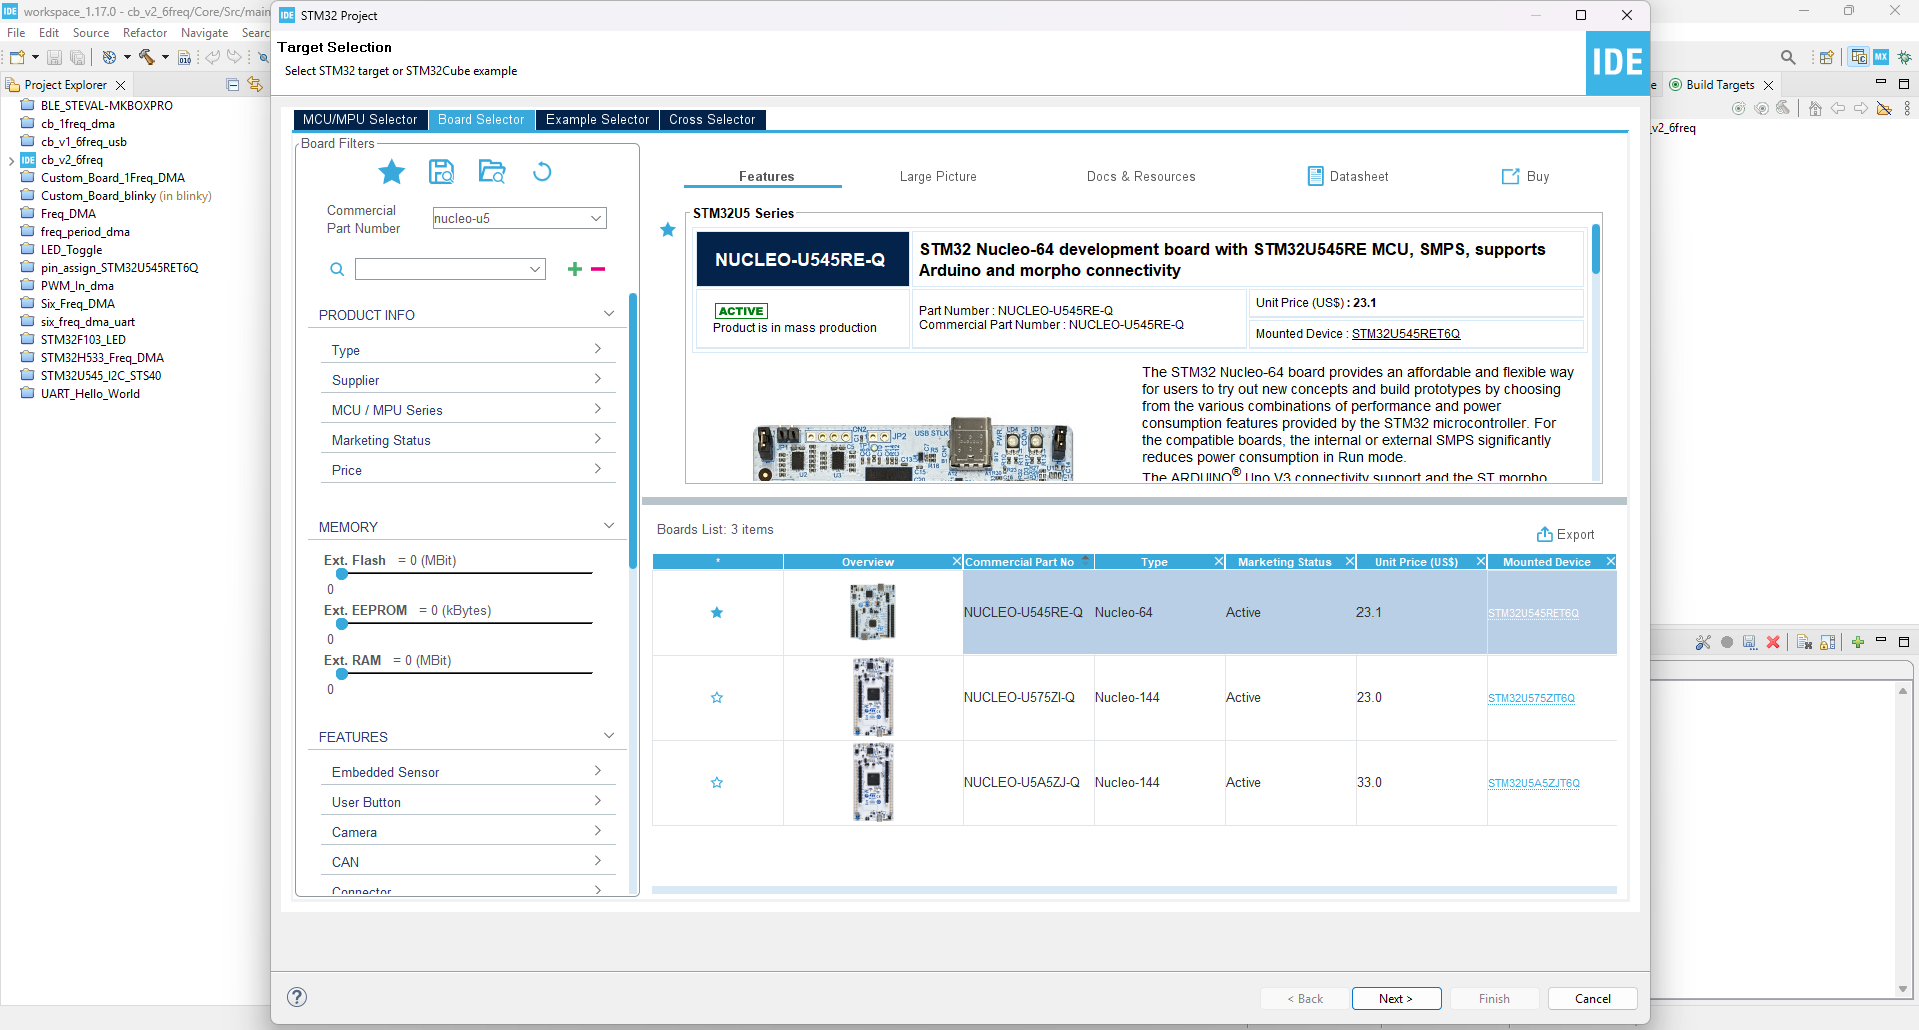 IDE workspace_1.17.0 - cb_v2_6freq/Core/Src/main
File Edit Source Refactor Navigate Searc
Project Explorer
BLE_STEVAL-MKBOXPRO
cb_1freq_dma
cb_v1_6freq_usb
IDE cb_v2_6freq
Custom_Board_1Freq_DMA
Custom_Board_blinky (in blinky)
Freq_DMA
freq_period_dma
LED_Toggle
pin_assign_STM32U545RET6Q
PWM_In_dma
Six_Freq_DMA
six_freq_dma_uart
STM32F103_LED
STM32H533_Freq_DMA
STM32U545_I2C_STS40
UART_Hello_World
IDE STM32 Project
Target Selection
Select STM32 target or STM32Cube example
IDE
MCU/MPU Selector Board Selector Example Selector Cross Selector
Board Filters
Commercial
Part Number
nucleo-u5
PRODUCT INFO
Type
Supplier
MCU / MPU Series
Marketing Status
Price
MEMORY
Ext. Flash = 0 (MBit)
0
Ext. EEPROM = 0 (kBytes)
0
Ext. RAM = 0 (MBit)
0
FEATURES
Embedded Sensor
User Button
Camera
CAN
Connector
Features Large Picture Docs & Resources Datasheet Buy
STM32U5 Series
NUCLEO-U545RE-Q
STM32 Nucleo-64 development board with STM32U545RE MCU, SMPS, supports
Arduino and morpho connectivity
ACTIVE
Product is in mass production
Part Number : NUCLEO-U545RE-Q
Commercial Part Number : NUCLEO-U545RE-Q
Unit Price (US$) : 23.1
Mounted Device : STM32U545RET6Q
The STM32 Nucleo-64 board provides an affordable and flexible way
for users to try out new concepts and build prototypes by choosing
from the various combinations of performance and power
consumption features provided by the STM32 microcontroller. For
the compatible boards, the internal or external SMPS significantly
reduces power consumption in Run mode.
The ARDUINO® Uno V3 connectivity support and the ST morpho
Boards List: 3 items
Export
* Overview Commercial Part No Type Marketing Status Unit Price (US$) Mounted Device
NUCLEO-U545RE-Q Nucleo-64 Active 23.1 STM32U545RET6Q
NUCLEO-U575ZI-Q Nucleo-144 Active 23.0 STM32U575ZIT6Q
NUCLEO-U5A5ZJ-Q Nucleo-144 Active 33.0 STM32U5A5ZJT6Q
< Back Next > Finish Cancel
MX
e Build Targets
v2_6freq